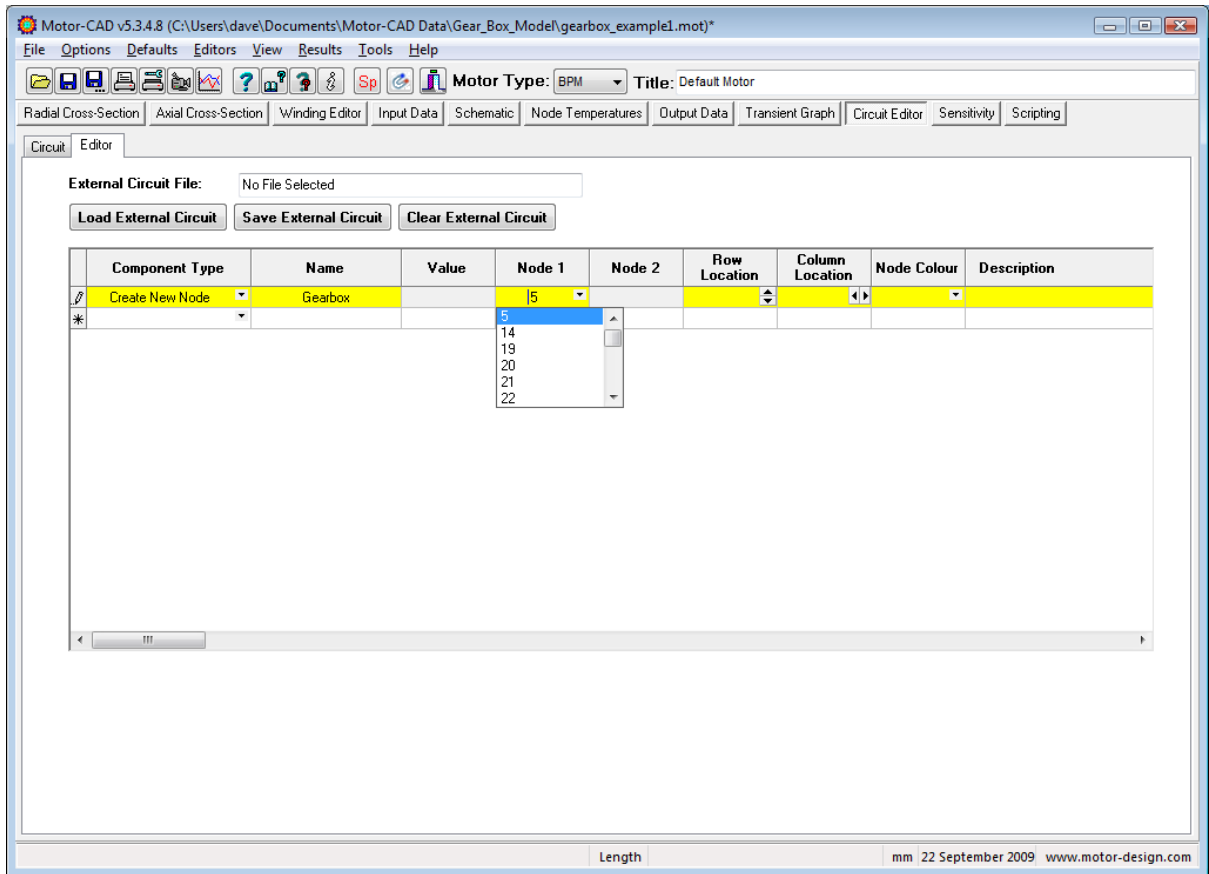 Motor-CAD v5.3.4.8 (C:\Users\dave\Documents\Motor-CAD Data\Gear_Box_Model\gearbox_example1.mot)*
File Options Defaults Editors View Results Tools Help
Sp Motor Type: BPM Title: Default Motor
Radial Cross-Section Axial Cross-Section Winding Editor Input Data Schematic Node Temperatures Output Data Transient Graph Circuit Editor Sensitivity Scripting
Circuit Editor
External Circuit File: No File Selected
Load External Circuit Save External Circuit Clear External Circuit
Component Type Name Value Node 1 Node 2 Row Location Column Location Node Colour Description
Create New Node Gearbox 5
5
14
19
20
21
22
Length mm 22 September 2009 www.motor-design.com